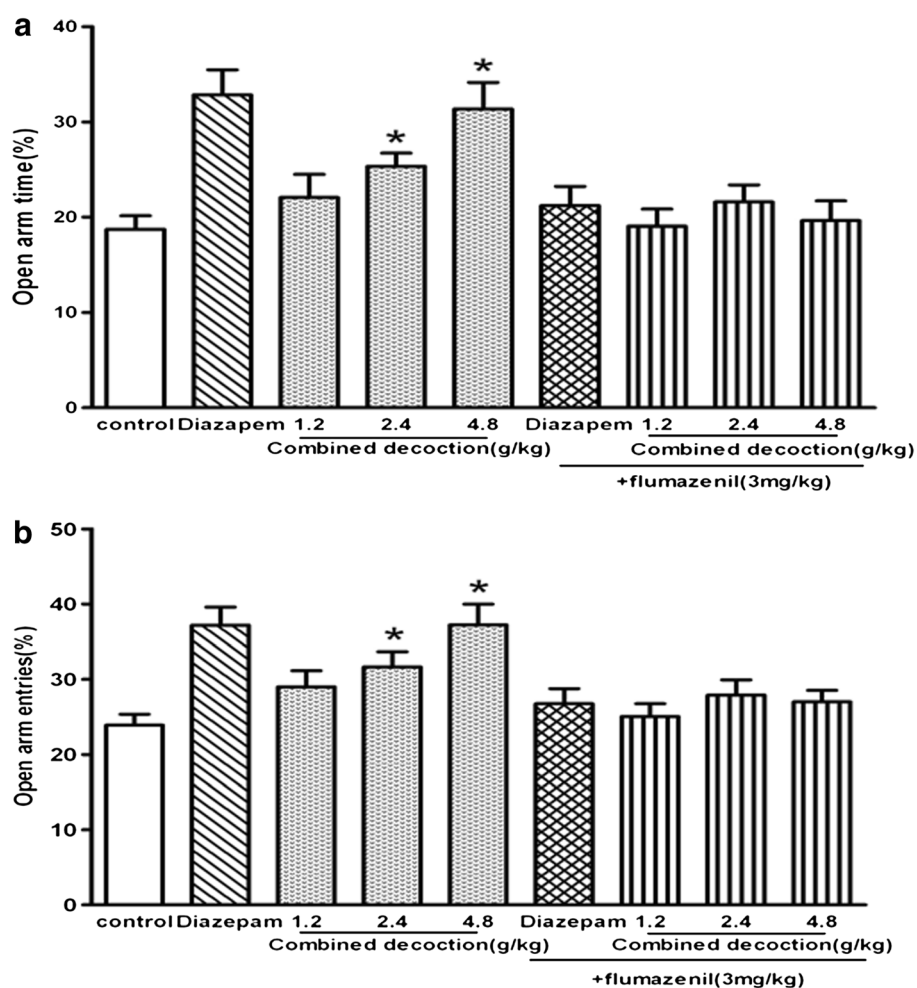 a
Open arm time(%)
40
30
20
10
0
* *
control Diazapem 1.2 2.4 4.8 Diazapem 1.2 2.4 4.8
Combined decoction(g/kg) Combined decoction(g/kg)
+flumazenil(3mg/kg)
b
Open arm entries(%)
50
40
30
20
10
0
* *
control Diazepam 1.2 2.4 4.8 Diazepam 1.2 2.4 4.8
Combined decoction(g/kg) Combined decoction(g/kg)
+flumazenil(3mg/kg)